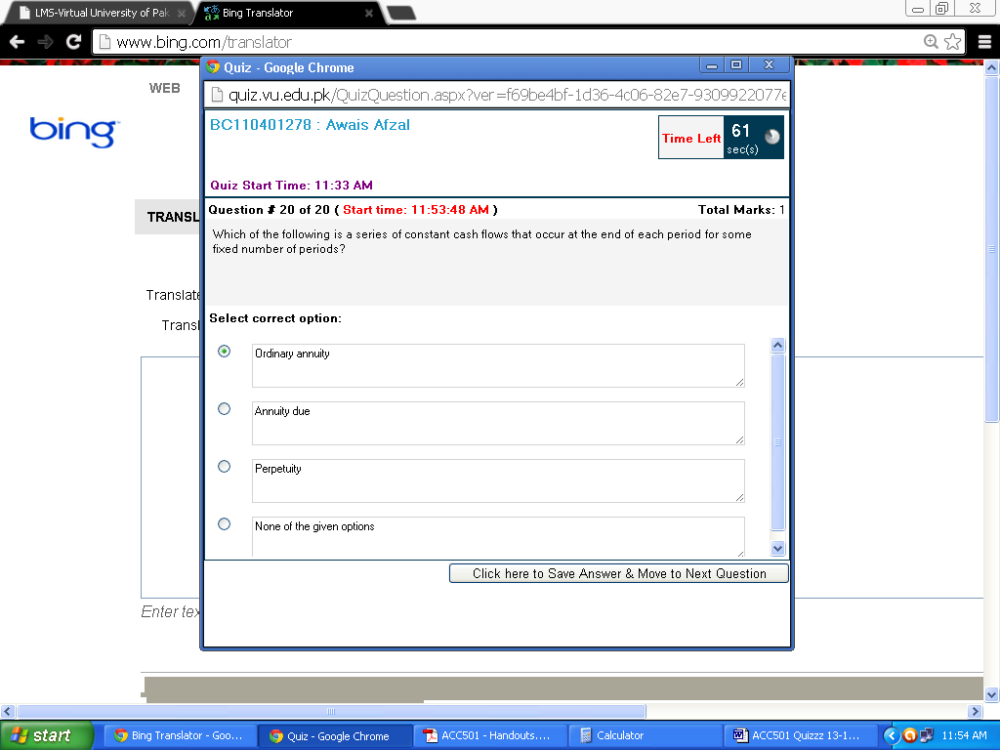 LMS-Virtual University of Pak
Bing Translator
www.bing.com/translator
Quiz - Google Chrome
WEB
quiz.vu.edu.pk/QuizQuestion.aspx?ver=f69be4bf-1d36-4c06-82e7-9309922077e
bing
BC110401278 : Awais Afzal
Time Left 61 sec(s)
Quiz Start Time: 11:33 AM
TRANSL
Question # 20 of 20 ( Start time: 11:53:48 AM ) Total Marks: 1
Which of the following is a series of constant cash flows that occur at the end of each period for some
fixed number of periods?
Translate
Transl
Select correct option:
Ordinary annuity
Annuity due
Perpetuity
None of the given options
Click here to Save Answer & Move to Next Question
Enter tex
start
Bing Translator - Goo...
Quiz - Google Chrome
ACC501 - Handouts....
Calculator
ACC501 Quizzz 13-1...
11:54 AM